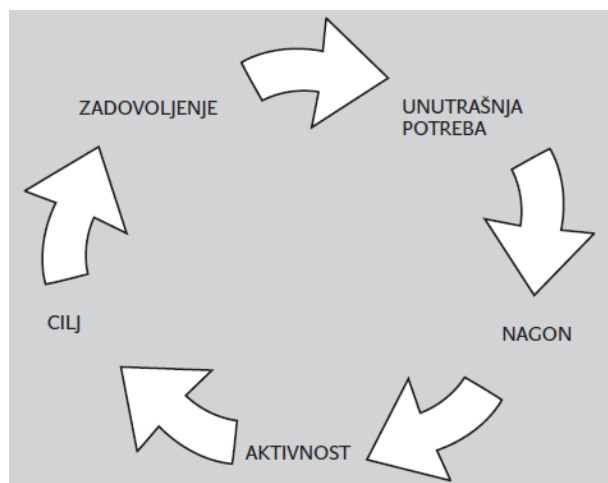 ZADOVOLJENJE
UNUTRAŠNJA
POTREBA
NAGON
AKTIVNOST
CILJ